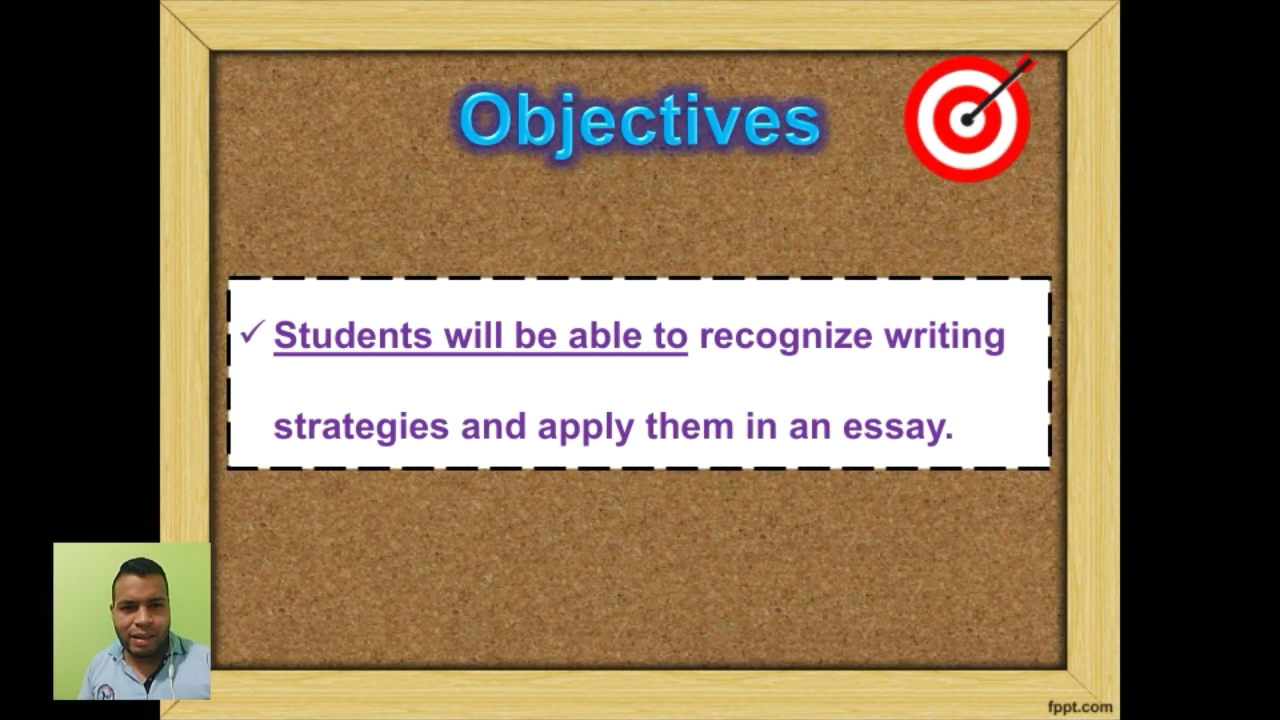 Objectives
✓ Students will be able to recognize writing
strategies and apply them in an essay.
fppt.com